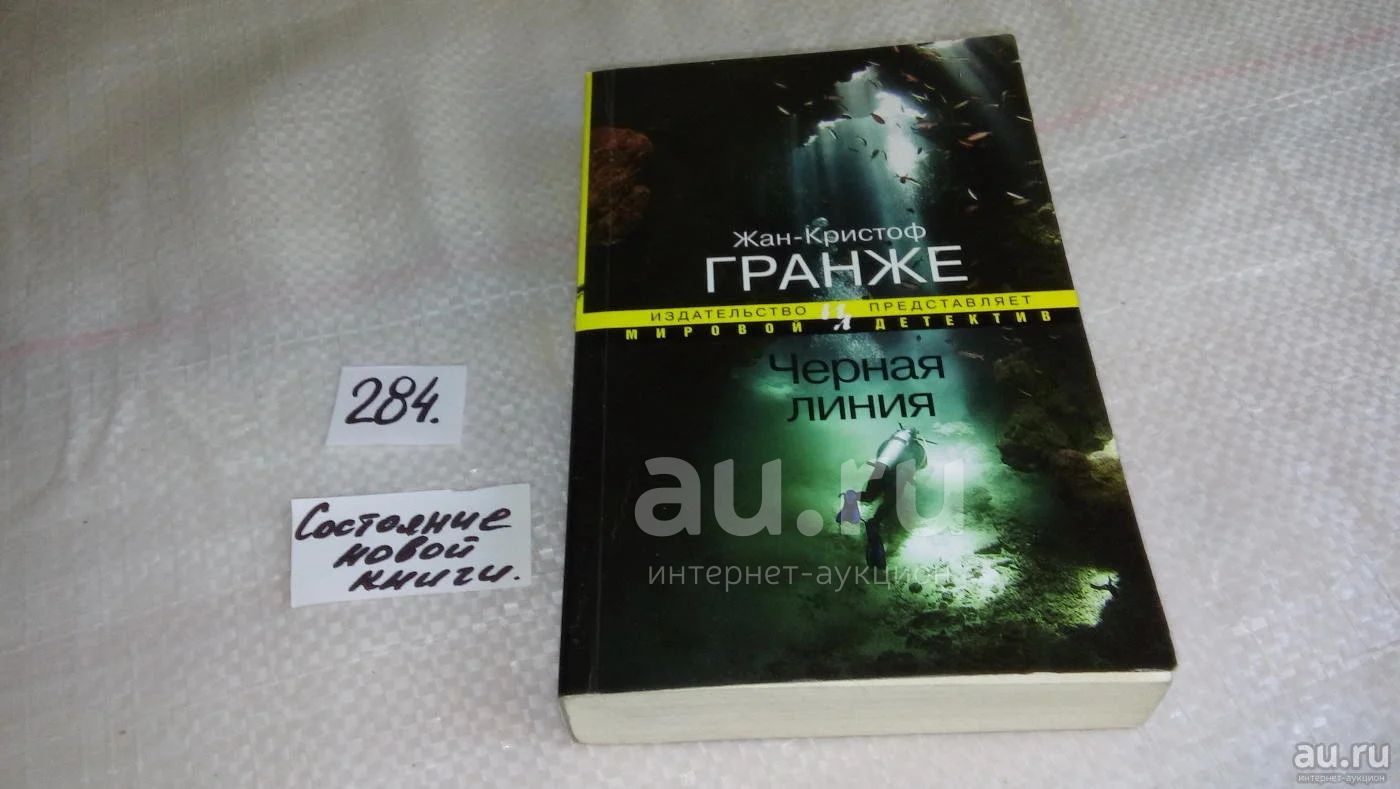 Жан-Кристоф
ГРАНЖЕ
ИЗДАТЕЛЬСТВО ИЛ ПРЕДСТАВЛЯЕТ
МИРОВОЙ ДЕТЕКТИВ
Черная
линия
284.
Состояние
новой
книги.
au.ru
интернет-аукцион
au.ru
интернет-аукцион